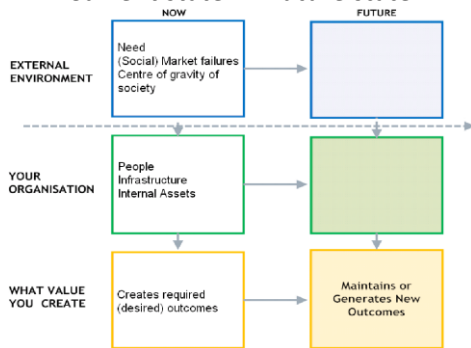 NOW
FUTURE
EXTERNAL
ENVIRONMENT
Need
(Social) Market failures
Centre of gravity of
society
YOUR
ORGANISATION
People
Infrastructure
Internal Assets
WHAT VALUE
YOU CREATE
Creates required
(desired) outcomes
Maintains or
Generates New
Outcomes